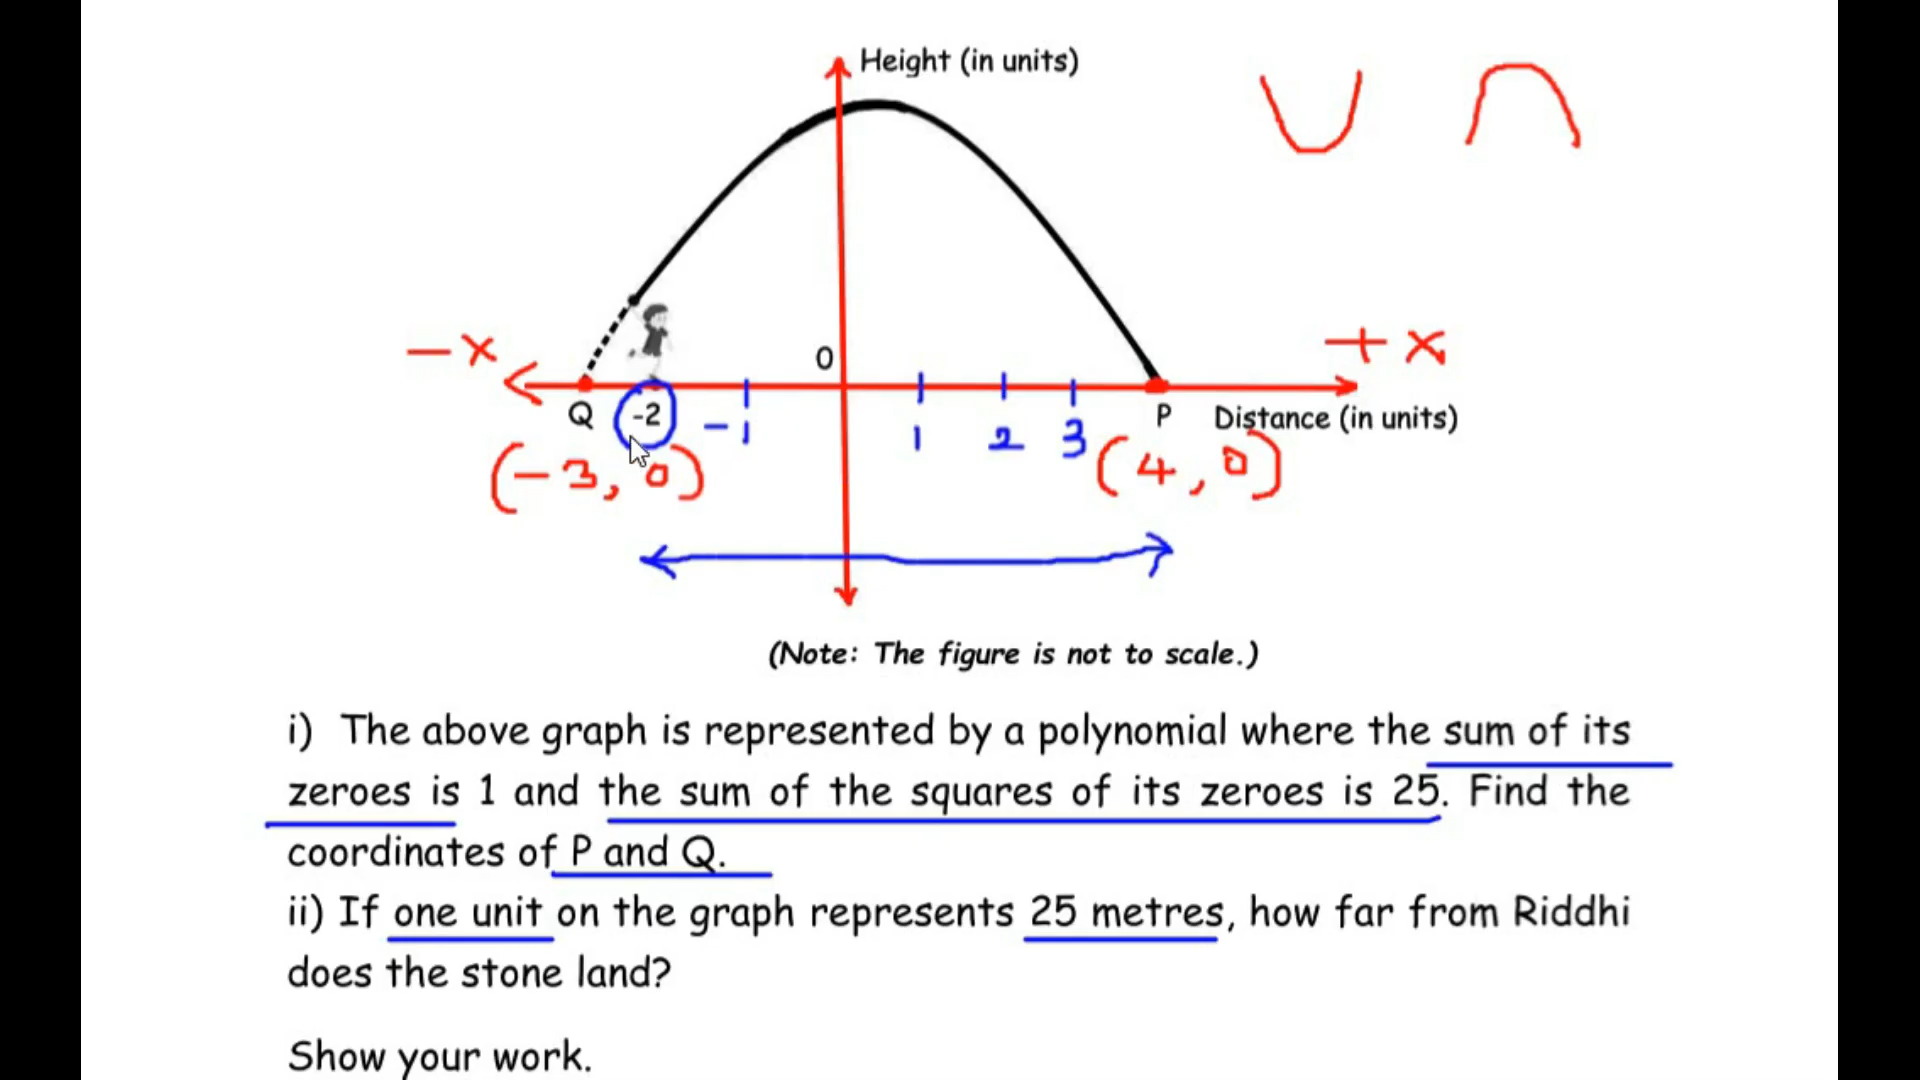 Height (in units)
-x
0
+x
Q
-2
-1
1
2
3
P
Distance (in units)
(-3, 0)
(4, 0)
(Note: The figure is not to scale.)
i) The above graph is represented by a polynomial where the sum of its
zeroes is 1 and the sum of the squares of its zeroes is 25. Find the
coordinates of P and Q.
ii) If one unit on the graph represents 25 metres, how far from Riddhi
does the stone land?
Show your work.